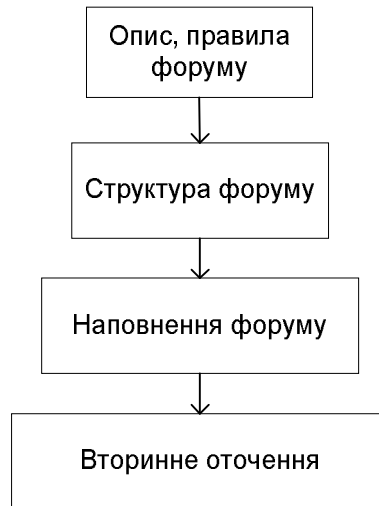 Опис, правила
форуму
Структура форуму
Наповнення форуму
Вторинне оточення